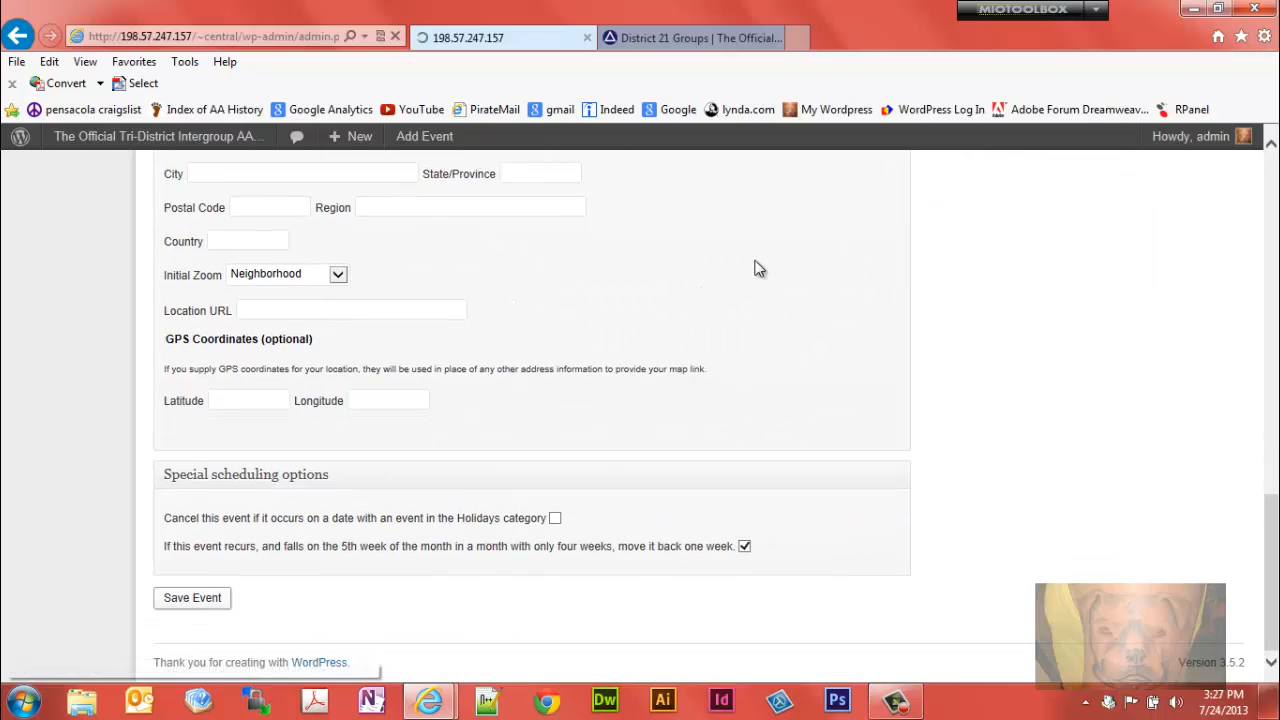 MIOTOOLBOX
http://198.57.247.157/~central/wp-admin/admin.p
198.57.247.157
District 21 Groups | The Official...
File Edit View Favorites Tools Help
Convert Select
pensacola craigslist Index of AA History Google Analytics YouTube PirateMail gmail Indeed Google lynda.com My Wordpress WordPress Log In Adobe Forum Dreamweav... RPanel
The Official Tri-District Intergroup AA... New Add Event Howdy, admin
City State/Province
Postal Code Region
Country
Initial Zoom Neighborhood
Location URL
GPS Coordinates (optional)
If you supply GPS coordinates for your location, they will be used in place of any other address information to provide your map link.
Latitude Longitude
Special scheduling options
Cancel this event if it occurs on a date with an event in the Holidays category
If this event recurs, and falls on the 5th week of the month in a month with only four weeks, move it back one week.
Save Event
Thank you for creating with WordPress. Version 3.5.2
Dw Ai Id Ps
3:27 PM
7/24/2013